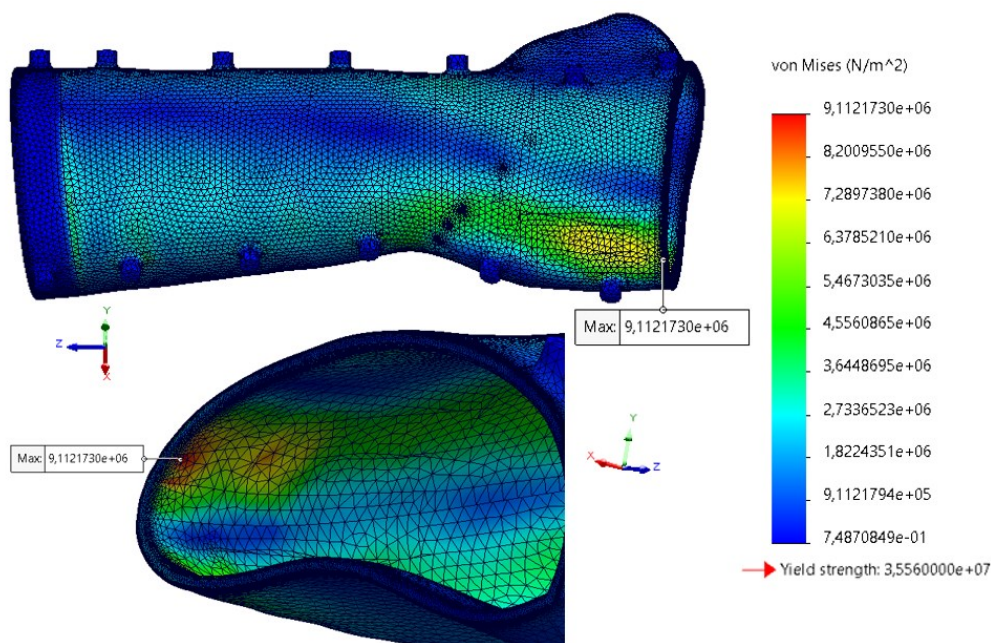 von Mises (N/m^2)
9,1121730e+06
8,2009550e+06
7,2897380e+06
6,3785210e+06
5,4673035e+06
4,5560865e+06
3,6448695e+06
2,7336523e+06
1,8224351e+06
9,1121794e+05
7,4870849e-01
Yield strength: 3,5560000e+07
Max: 9,1121730e+06
Y
Z
X
Max: 9,1121730e+06
Y
X
Z